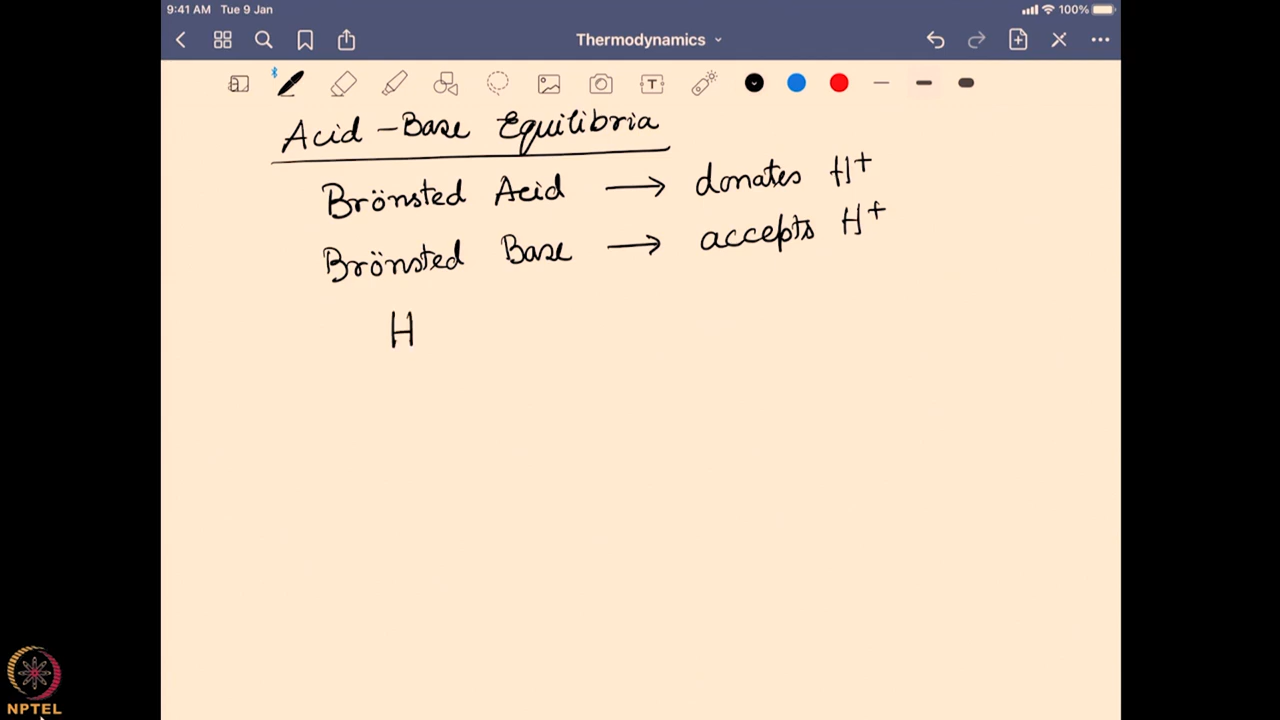 9:41 AM Tue 9 Jan 100%
Thermodynamics
T
Acid - Base Equilibria
Brönsted Acid → donates H+
Brönsted Base → accepts H+
H
NPTEL